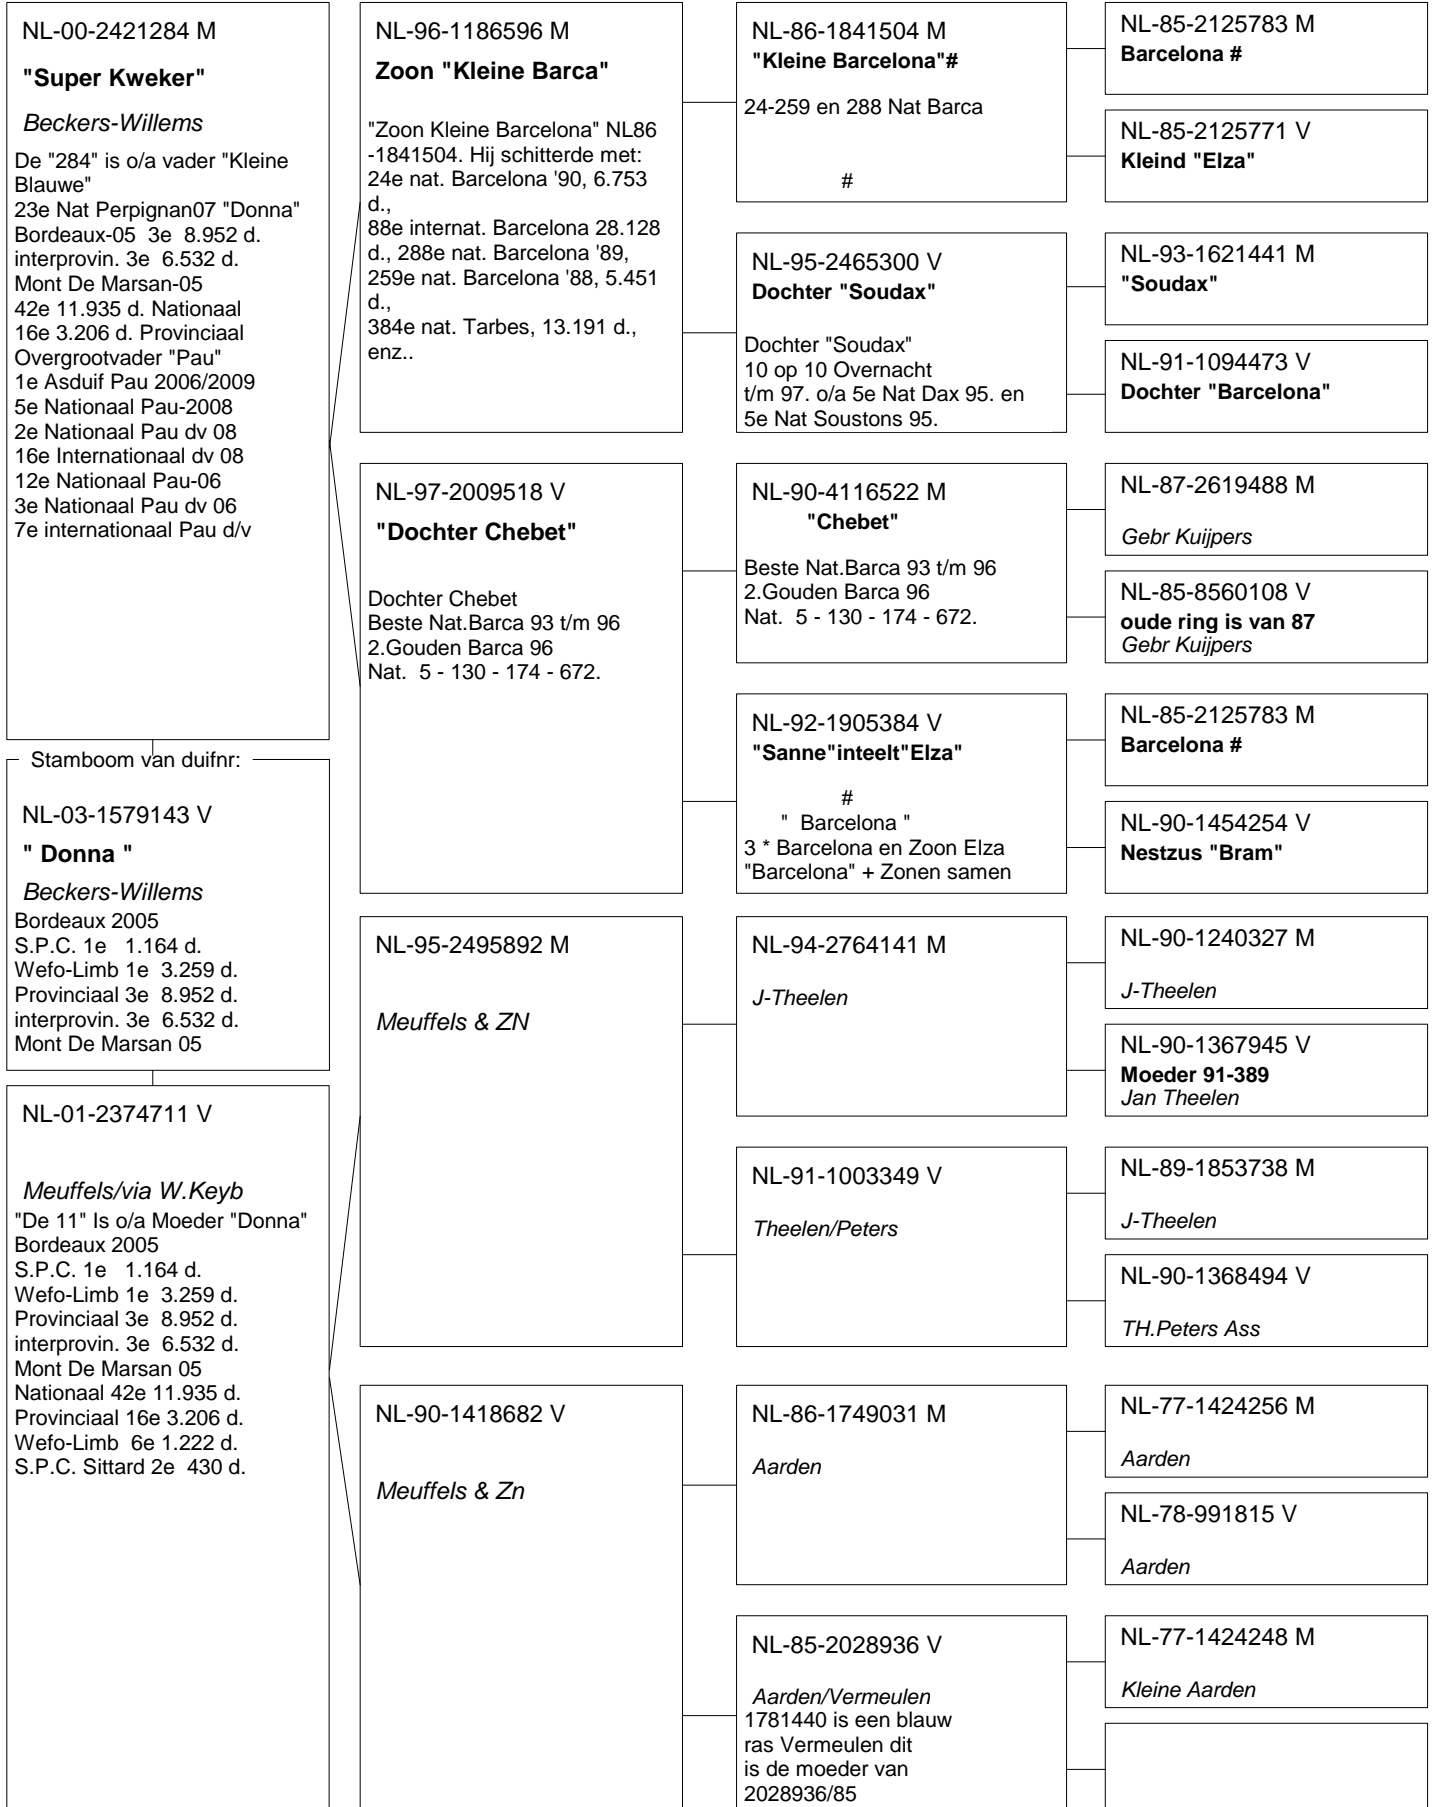 NL-00-2421284 M
"Super Kweker"
Beckers-Willems
De "284" is o/a vader "Kleine
Blauwe"
23e Nat Perpignan07 "Donna"
Bordeaux-05  3e  8.952 d.
interprovin. 3e  6.532 d.
Mont De Marsan-05
42e 11.935 d. Nationaal
16e 3.206 d. Provinciaal
Overgrootvader "Pau"
1e Asduif Pau 2006/2009
5e Nationaal Pau-2008
2e Nationaal Pau dv 08
16e Internationaal dv 08
12e Nationaal Pau-06
3e Nationaal Pau dv 06
7e internationaal Pau d/v
Stamboom van duifnr:
NL-03-1579143 V
" Donna "
Beckers-Willems
Bordeaux 2005
S.P.C. 1e   1.164 d.
Wefo-Limb 1e  3.259 d.
Provinciaal 3e  8.952 d.
interprovin. 3e  6.532 d.
Mont De Marsan 05
NL-01-2374711 V
Meuffels/via W.Keyb
"De 11" Is o/a Moeder "Donna"
Bordeaux 2005
S.P.C. 1e   1.164 d.
Wefo-Limb 1e  3.259 d.
Provinciaal 3e  8.952 d.
interprovin. 3e  6.532 d.
Mont De Marsan 05
Nationaal 42e 11.935 d.
Provinciaal 16e 3.206 d.
Wefo-Limb  6e 1.222 d.
S.P.C. Sittard 2e  430 d.
NL-96-1186596 M
Zoon "Kleine Barca"
"Zoon Kleine Barcelona" NL86
-1841504. Hij schitterde met:
24e nat. Barcelona '90, 6.753
d.,
88e internat. Barcelona 28.128
d., 288e nat. Barcelona '89,
259e nat. Barcelona '88, 5.451
d.,
384e nat. Tarbes, 13.191 d.,
enz..
NL-97-2009518 V
"Dochter Chebet"
Dochter Chebet
Beste Nat.Barca 93 t/m 96
2.Gouden Barca 96
Nat.  5 - 130 - 174 - 672.
NL-95-2495892 M
Meuffels & ZN
NL-90-1418682 V
Meuffels & Zn
NL-86-1841504 M
"Kleine Barcelona"#
24-259 en 288 Nat Barca
#
NL-95-2465300 V
Dochter "Soudax"
Dochter "Soudax"
10 op 10 Overnacht
t/m 97. o/a 5e Nat Dax 95. en
5e Nat Soustons 95.
NL-90-4116522 M
"Chebet"
Beste Nat.Barca 93 t/m 96
2.Gouden Barca 96
Nat.  5 - 130 - 174 - 672.
NL-92-1905384 V
"Sanne"inteelt"Elza"
#
"  Barcelona "
3 * Barcelona en Zoon Elza
"Barcelona" + Zonen samen
NL-94-2764141 M
J-Theelen
NL-91-1003349 V
Theelen/Peters
NL-86-1749031 M
Aarden
NL-85-2028936 V
Aarden/Vermeulen
1781440 is een blauw
ras Vermeulen dit
is de moeder van
2028936/85
NL-85-2125783 M
Barcelona #
NL-85-2125771 V
Kleind "Elza"
NL-93-1621441 M
"Soudax"
NL-91-1094473 V
Dochter "Barcelona"
NL-87-2619488 M
Gebr Kuijpers
NL-85-8560108 V
oude ring is van 87
Gebr Kuijpers
NL-85-2125783 M
Barcelona #
NL-90-1454254 V
Nestzus "Bram"
NL-90-1240327 M
J-Theelen
NL-90-1367945 V
Moeder 91-389
Jan Theelen
NL-89-1853738 M
J-Theelen
NL-90-1368494 V
TH.Peters Ass
NL-77-1424256 M
Aarden
NL-78-991815 V
Aarden
NL-77-1424248 M
Kleine Aarden